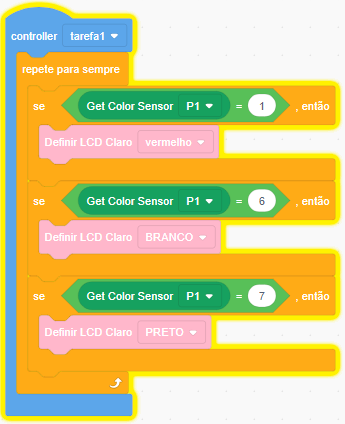 controller tarefa1
repete para sempre
se Get Color Sensor P1 = 1 , então
Definir LCD Claro vermelho
se Get Color Sensor P1 = 6 , então
Definir LCD Claro BRANCO
se Get Color Sensor P1 = 7 , então
Definir LCD Claro PRETO